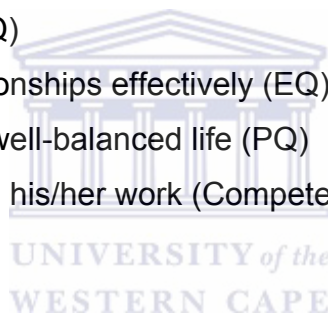 Q)
onships effectively (EQ)
well-balanced life (PQ)
his/her work (Compete
UNIVERSITY of the
WESTERN CAPE